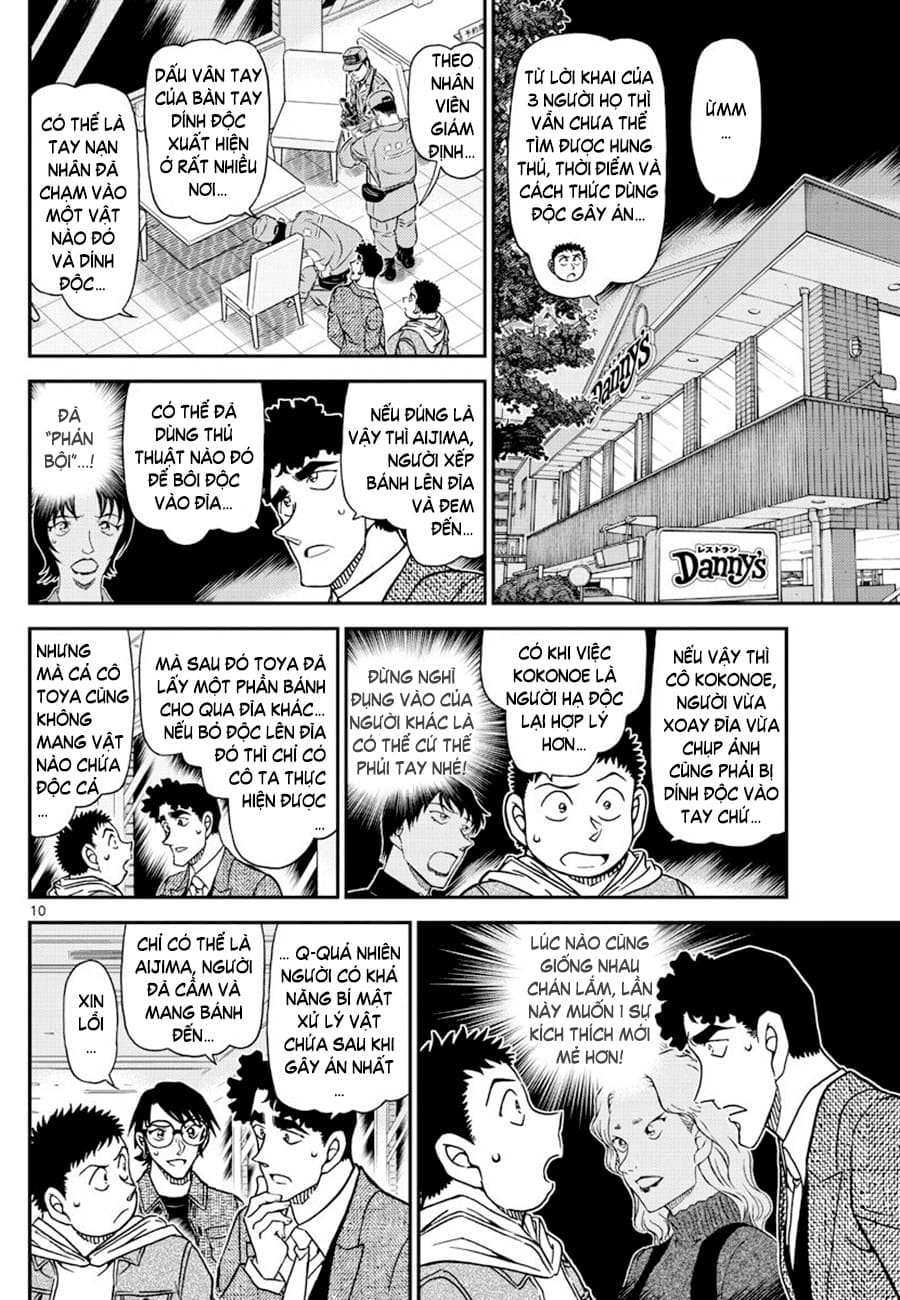 ỪMM
...
TỪ LỜI KHAI CỦA
3 NGƯỜI HỌ THÌ
VẪN CHƯA THỂ
TÌM ĐƯỢC HUNG
THỦ, THỜI ĐIỂM VÀ
CÁCH THỨC DÙNG
ĐỘC GÂY ÁN...
Danny's
レストラン
Danny's
THEO
NHÂN
VIÊN
GIÁM
ĐỊNH...
DẤU VÂN TAY
CỦA BÀN TAY
DÍNH ĐỘC
XUẤT HIỆN
Ở RẤT NHIỀU
NƠI...
CÓ THỂ LÀ
TAY NẠN
NHÂN ĐÃ
CHẠM VÀO
MỘT VẬT
NÀO ĐÓ
VÀ DÍNH
ĐỘC...
NẾU ĐÚNG LÀ
VẬY THÌ AIJIMA,
NGƯỜI XẾP
BÁNH LÊN ĐĨA
VÀ ĐEM
ĐẾN...
CÓ THỂ ĐÃ
DÙNG THỦ
THUẬT NÀO ĐÓ
ĐỂ BÔI ĐỘC
VÀO ĐĨA...
ĐÃ
"PHẢN
BỘI"...!
NẾU VẬY THÌ
CÔ KOKONOE,
NGƯỜI VỪA
XOAY ĐĨA VỪA
CHỤP ẢNH
CŨNG PHẢI BỊ
DÍNH ĐỘC VÀO
TAY CHỨ...
CÓ KHI VIỆC
KOKONOE LÀ
NGƯỜI HẠ ĐỘC
LẠI HỢP LÝ
HƠN...
ĐỪNG NGHĨ
ĐỤNG VÀO CỦA
NGƯỜI KHÁC LÀ
CÓ THỂ CỨ THẾ
PHỦI TAY NHÉ!
MÀ SAU ĐÓ TOYA ĐÃ
LẤY MỘT PHẦN BÁNH
CHO QUA ĐĨA KHÁC...
NẾU BỎ ĐỘC LÊN ĐĨA
ĐÓ THÌ CHỈ CÓ
CÔ TA THỰC
HIỆN ĐƯỢC
...
NHƯNG
MÀ CẢ CÔ
TOYA CŨNG
KHÔNG
MANG VẬT
NÀO CHỨA
ĐỘC CẢ
...
10
LÚC NÀO CŨNG
GIỐNG NHAU
CHÁN LẮM, LẦN
NÀY MUỐN 1 SỰ
KÍCH THÍCH MỚI
MẺ HƠN!
... Q-QUẢ NHIÊN
NGƯỜI CÓ KHẢ
NĂNG BÍ MẬT
XỬ LÝ VẬT
CHỨA SAU KHI
GÂY ÁN NHẤT
...
CHỈ CÓ THỂ LÀ
AIJIMA, NGƯỜI
ĐÃ CẦM VÀ
MANG BÁNH
ĐẾN...
XIN
LỖI
...